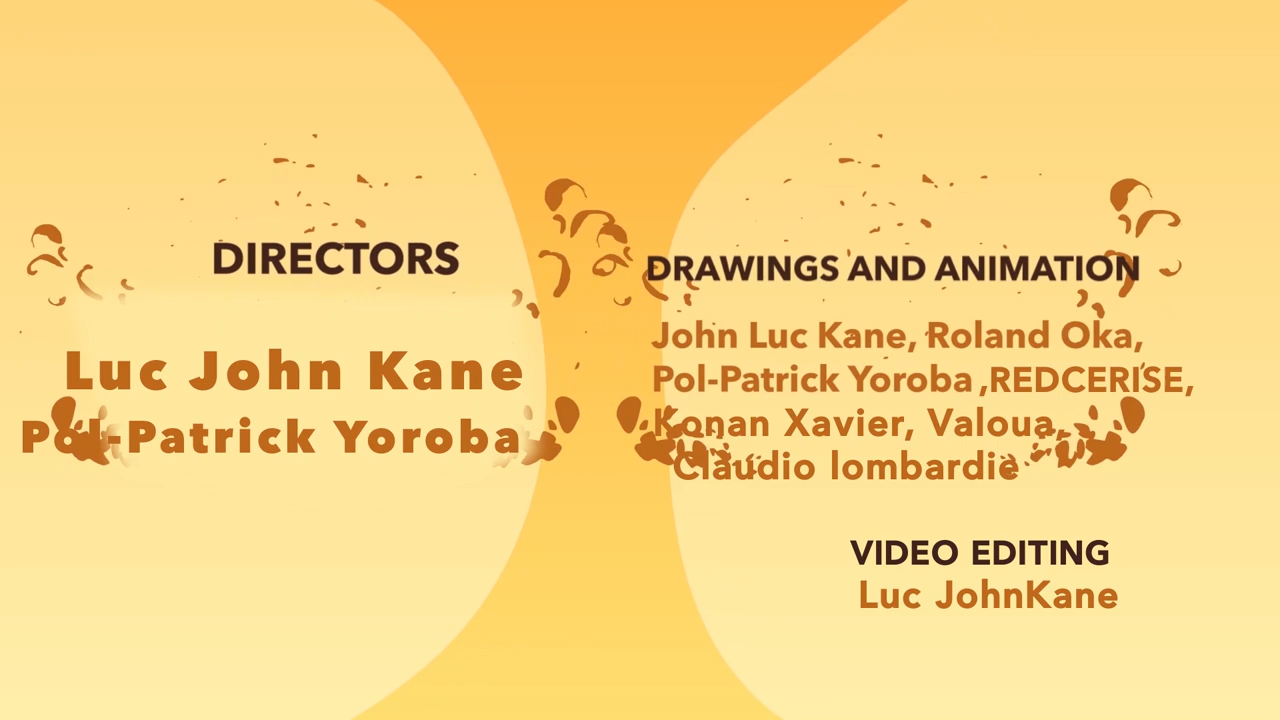 DIRECTORS
Luc John Kane
Pol-Patrick Yoroba
DRAWINGS AND ANIMATION
John Luc Kane, Roland Oka,
Pol-Patrick Yoroba ,REDCERISE,
Konan Xavier, Valoua,
Claudio lombardie
VIDEO EDITING
Luc JohnKane